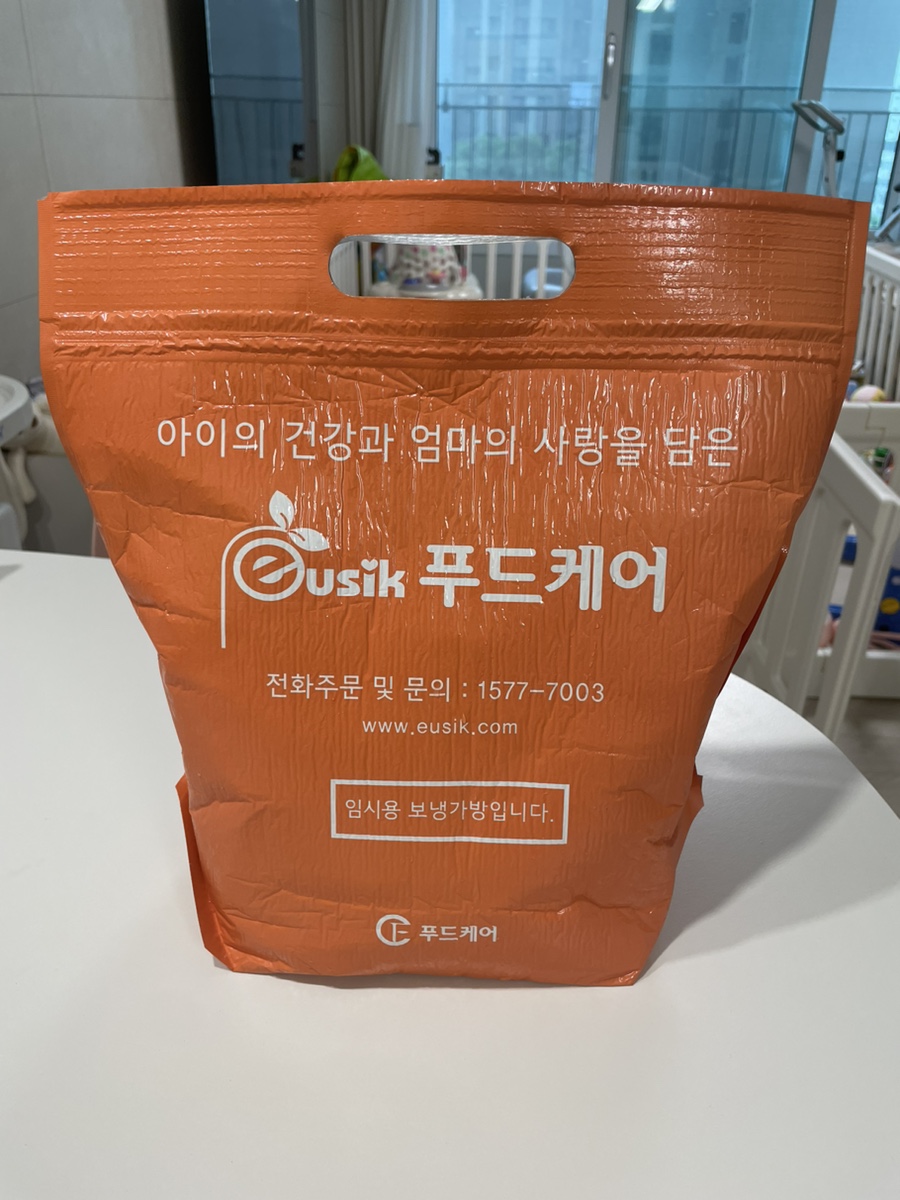 아이의 건강과 엄마의 사랑을 담은
eusik 푸드케어
전화주문 및 문의 : 1577-7003
www.eusik.com
임시용 보냉가방입니다.
푸드케어